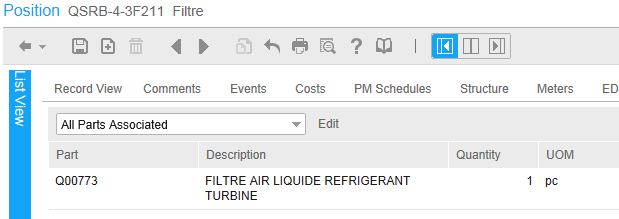 Position QSRB-4-3F211 Filtre
List View
Record View Comments Events Costs PM Schedules Structure Meters ED
All Parts Associated Edit
Part Description Quantity UOM
Q00773 FILTRE AIR LIQUIDE REFRIGERANT 1 pc
TURBINE